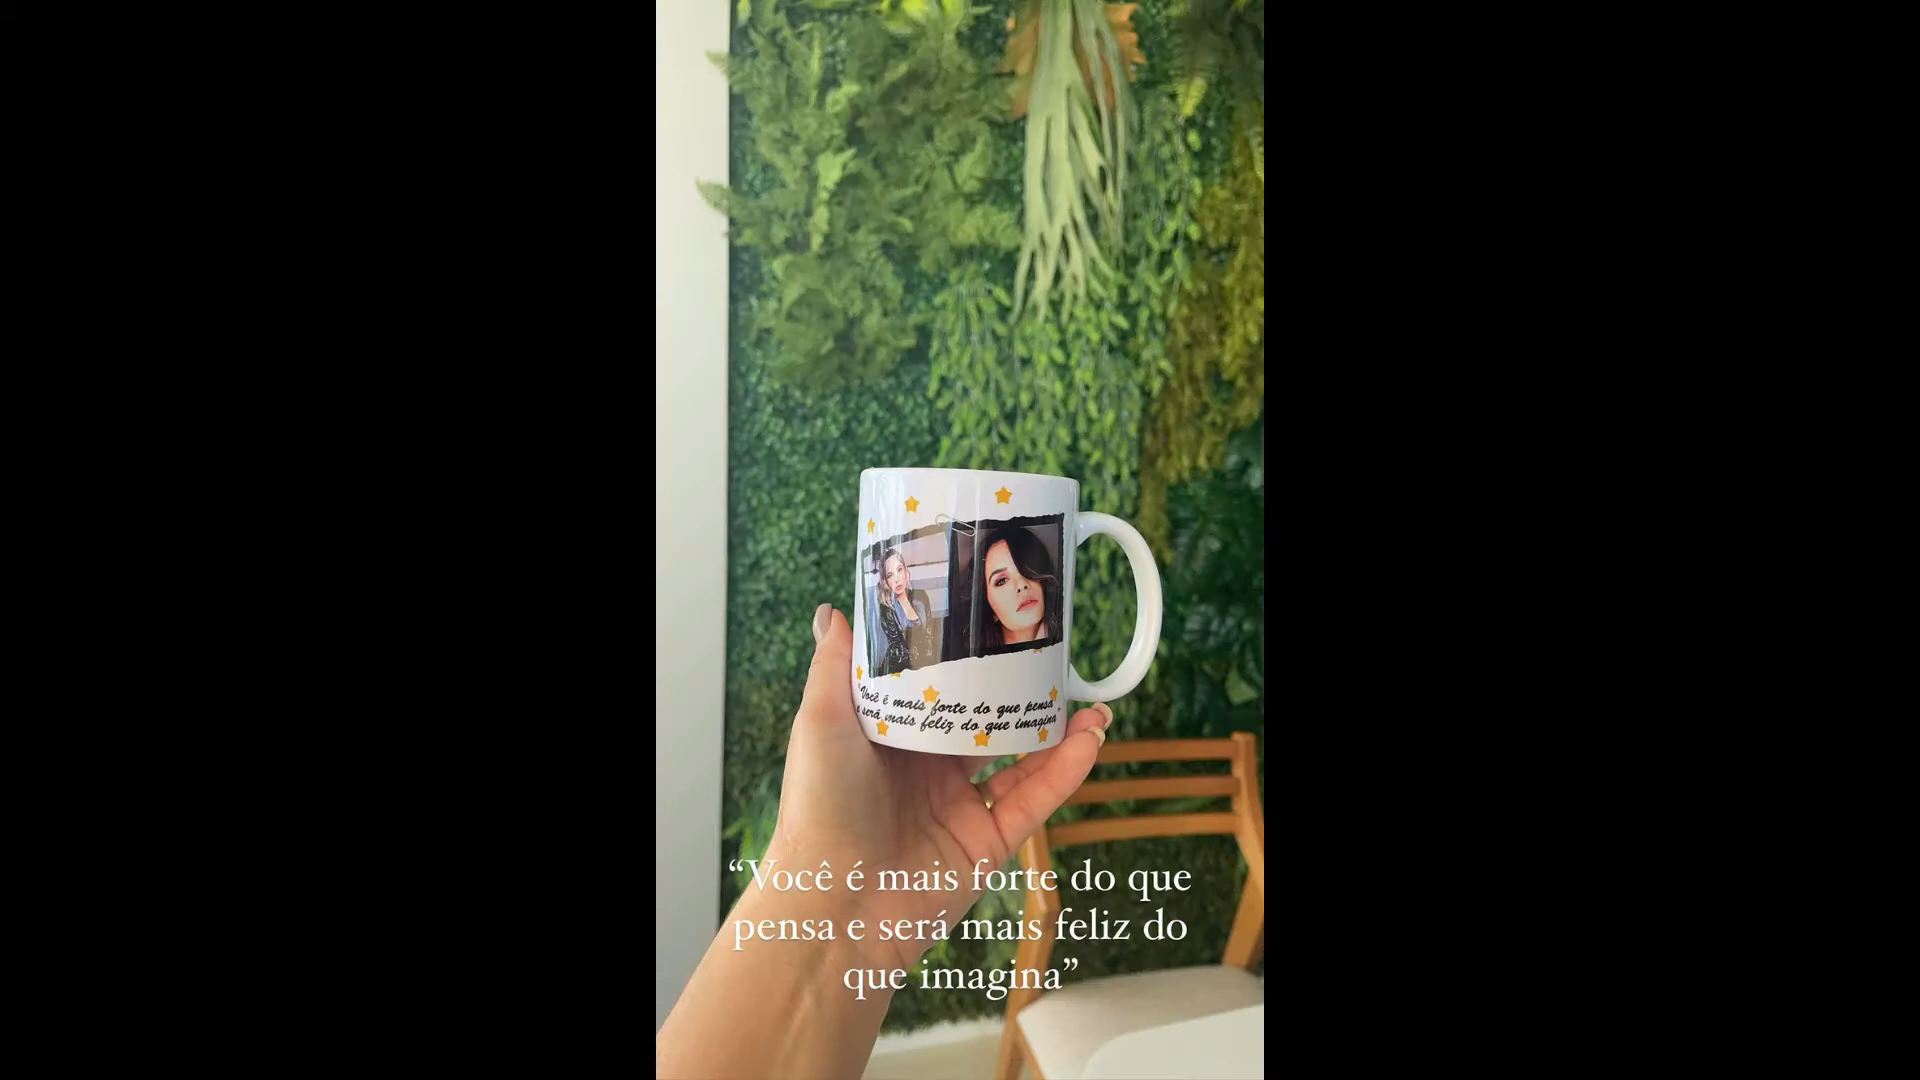 "Você é mais forte do que pensa
e será mais feliz do que imagina"
“Você é mais forte do que
pensa e será mais feliz do
que imagina”